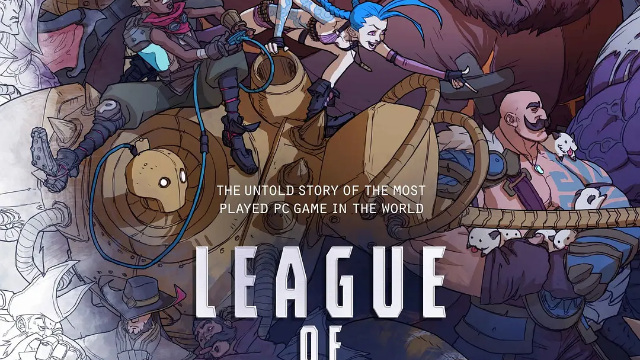 THE UNTOLD STORY OF THE MOST
PLAYED PC GAME IN THE WORLD
LEAGUE
OF